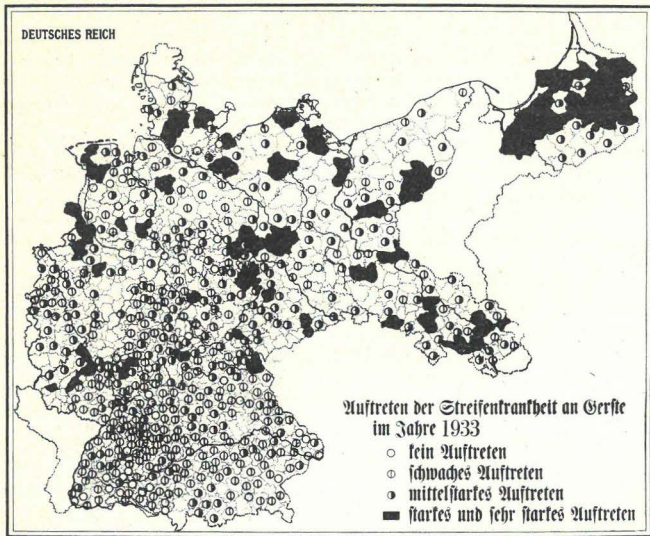 DEUTSCHES REICH
Auftreten der Streifenkrankheit an Gerste
im Jahre 1933
kein Auftreten
schwaches Auftreten
mittelstarkes Auftreten
starkes und sehr starkes Auftreten